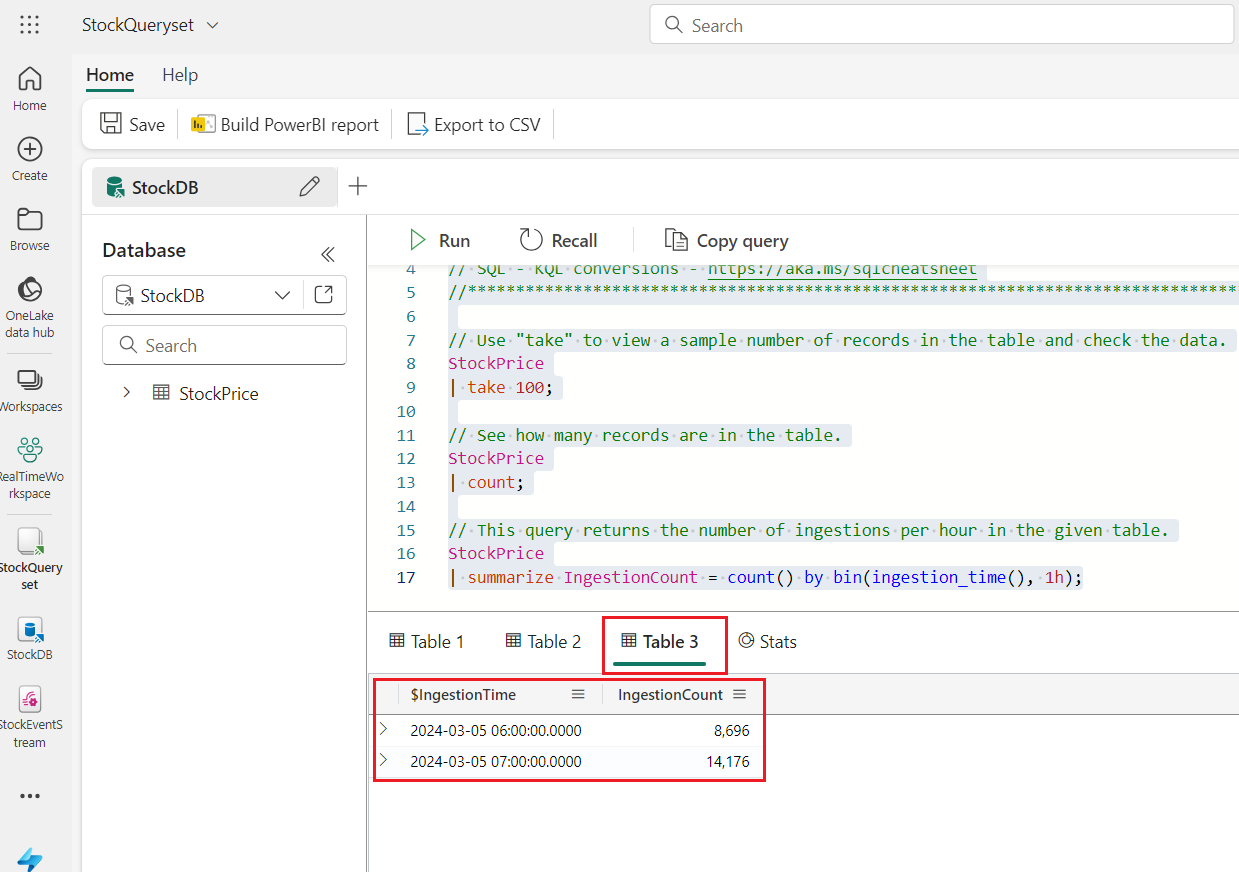 StockQueryset
Search
Home Help
Save Build PowerBI report Export to CSV
Home
Create
Browse
OneLake
data hub
Workspaces
RealTimeWo
rkspace
StockQuery
set
StockDB
StockEventS
tream
StockDB
Database
StockDB
Search
StockPrice
Run Recall Copy query
4 // SQL - KQL conversions - https://aka.ms/sqlcheatsheet
5 //*********************************************************************************
6
7 // Use "take" to view a sample number of records in the table and check the data.
8 StockPrice
9 | take 100;
10
11 // See how many records are in the table.
12 StockPrice
13 | count;
14
15 // This query returns the number of ingestions per hour in the given table.
16 StockPrice
17 | summarize IngestionCount = count() by bin(ingestion_time(), 1h);
Table 1 Table 2 Table 3 Stats
$IngestionTime IngestionCount
2024-03-05 06:00:00.0000 8,696
2024-03-05 07:00:00.0000 14,176